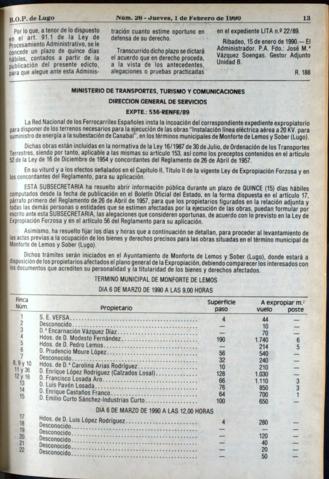 B.O.P. de Lugo
Núm. 26 - Jueves, 1 de Febrero de 1990
13
Por lo que, a tenor de lo dispuesto
en el art. 91.1 de la Ley de
Procesamiento Administrativo, se le
concede un plazo de quince días
hábiles, contados a partir de la
publicación del presente edicto,
para que alegue ante esta Adminis-
tración cuanto estime oportuno en
defensa de su derecho.
Transcurrido dicho plazo se dictará
el acuerdo que en derecho proceda,
a la vista de los antecedentes,
alegaciones o pruebas practicadas
en el expediente LITA n.º 22/89.
Ribadeo, 15 de enero de 1990.— El
Administrador. P.A. Fdo.: José M.ª
Vázquez Soengas. Gestor Adjunto
Unidad B.
R. 188
MINISTERIO DE TRANSPORTES, TURISMO Y COMUNICACIONES
DIRECCION GENERAL DE SERVICIOS
EXPTE.: 536-RENFE/89
La Red Nacional de los Ferrocarriles Españoles insta la incoación del correspondiente expediente expropiatorio
para disponer de los terrenos necesarios para la ejecución de las obras "Instalación línea eléctrica aérea a 20 KV. para
suministro de energía a la subestación de Canabal", en los términos municipales de Monforte de Lemos y Sober (Lugo).
Dichas obras están incluidas en la normativa de la Ley 16/1987 de 30 de Julio, de Ordenación de los Transportes
Terrestres, siendo por tanto, aplicable a las mismas su artículo 153, así como los preceptos contenidos en el artículo
52 de la Ley de 16 de Diciembre de 1954 y concordantes del Reglamento de 26 de Abril de 1957.
En su virtud y a los efectos señalados en el Capítulo II, Título II de la vigente Ley de Expropiación Forzosa y en
los concordantes del Reglamento, para su aplicación.
ESTA SUBSECRETARIA ha resuelto abrir información pública durante un plazo de QUINCE (15) días hábiles
computados desde la fecha de publicación en el Boletín Oficial del Estado, en la forma dispuesta en el artículo 17,
párrafo primero del Reglamento de 26 de Abril de 1957, para que los propietarios figurados en la relación adjunta y
todas las demás personas o entidades que se estimen afectadas por la ejecución de las obras, puedan formular por
escrito ante esta SUBSECRETARIA, las alegaciones que consideren oportunas, de acuerdo con lo previsto en la Ley de
Expropiación Forzosa y en el artículo 56 del Reglamento para su aplicación.
Asimismo, ha resuelto fijar los días y horas que a continuación se detallan, para proceder al levantamiento de
las actas previas a la ocupación de los bienes y derechos precisos para las obras situadas en el término municipal de
Monforte de Lemos y Sober (Lugo).
Dichos trámites serán iniciados en el Ayuntamiento de Monforte de Lemos y Sober (Lugo), donde estará a
disposición de los propietarios afectados el plano general de la Expropiación, debiendo comparecer los interesados con
los documentos que acrediten su personalidad y la titularidad de los bienes y derechos afectados.
TERMINO MUNICIPAL DE MONFORTE DE LEMOS
DIA 6 DE MARZO DE 1990 A LAS 9,00 HORAS
Finca Núm. Propietario Superficie paso A expropiar m.² vuelo poste
1 S. E. VEFSA 4 44 —
2 Desconocido — 10 —
3 D.ª Encarnación Vázquez Díaz — 70 —
4 Hdos. de D. Modesto Fernández 190 1.740 6
5 Hdos. de D. Pedro Lemos — 214 5
6 D. Prudencio Moure López 56 540 —
7 Desconocido 32 240 —
8, 9 y 10 Hdos. de D.ª Carolina Arias Rodríguez 10 210 —
11 y 36 D. Enrique López Rodríguez (Calzados Losal) 128 1.030 —
12 y 16 D. Francisco Losada Aro 66 1.110 3
13 D. Luis Pavón Losada 76 850 3
14 D. Enrique Castaños Franco 64 700 1
15 D. Emilio Curto Sánchez-Industrias Curto 100 650 —
DIA 6 DE MARZO DE 1990 A LAS 12,00 HORAS
17 Hdos. de D. Luis López Rodríguez 4 280 —
18 Desconocido — — —
19 Desconocido — 120 —
20 Desconocido — 40 —
21 Desconocido — 20 —
22 Desconocido — 50 —